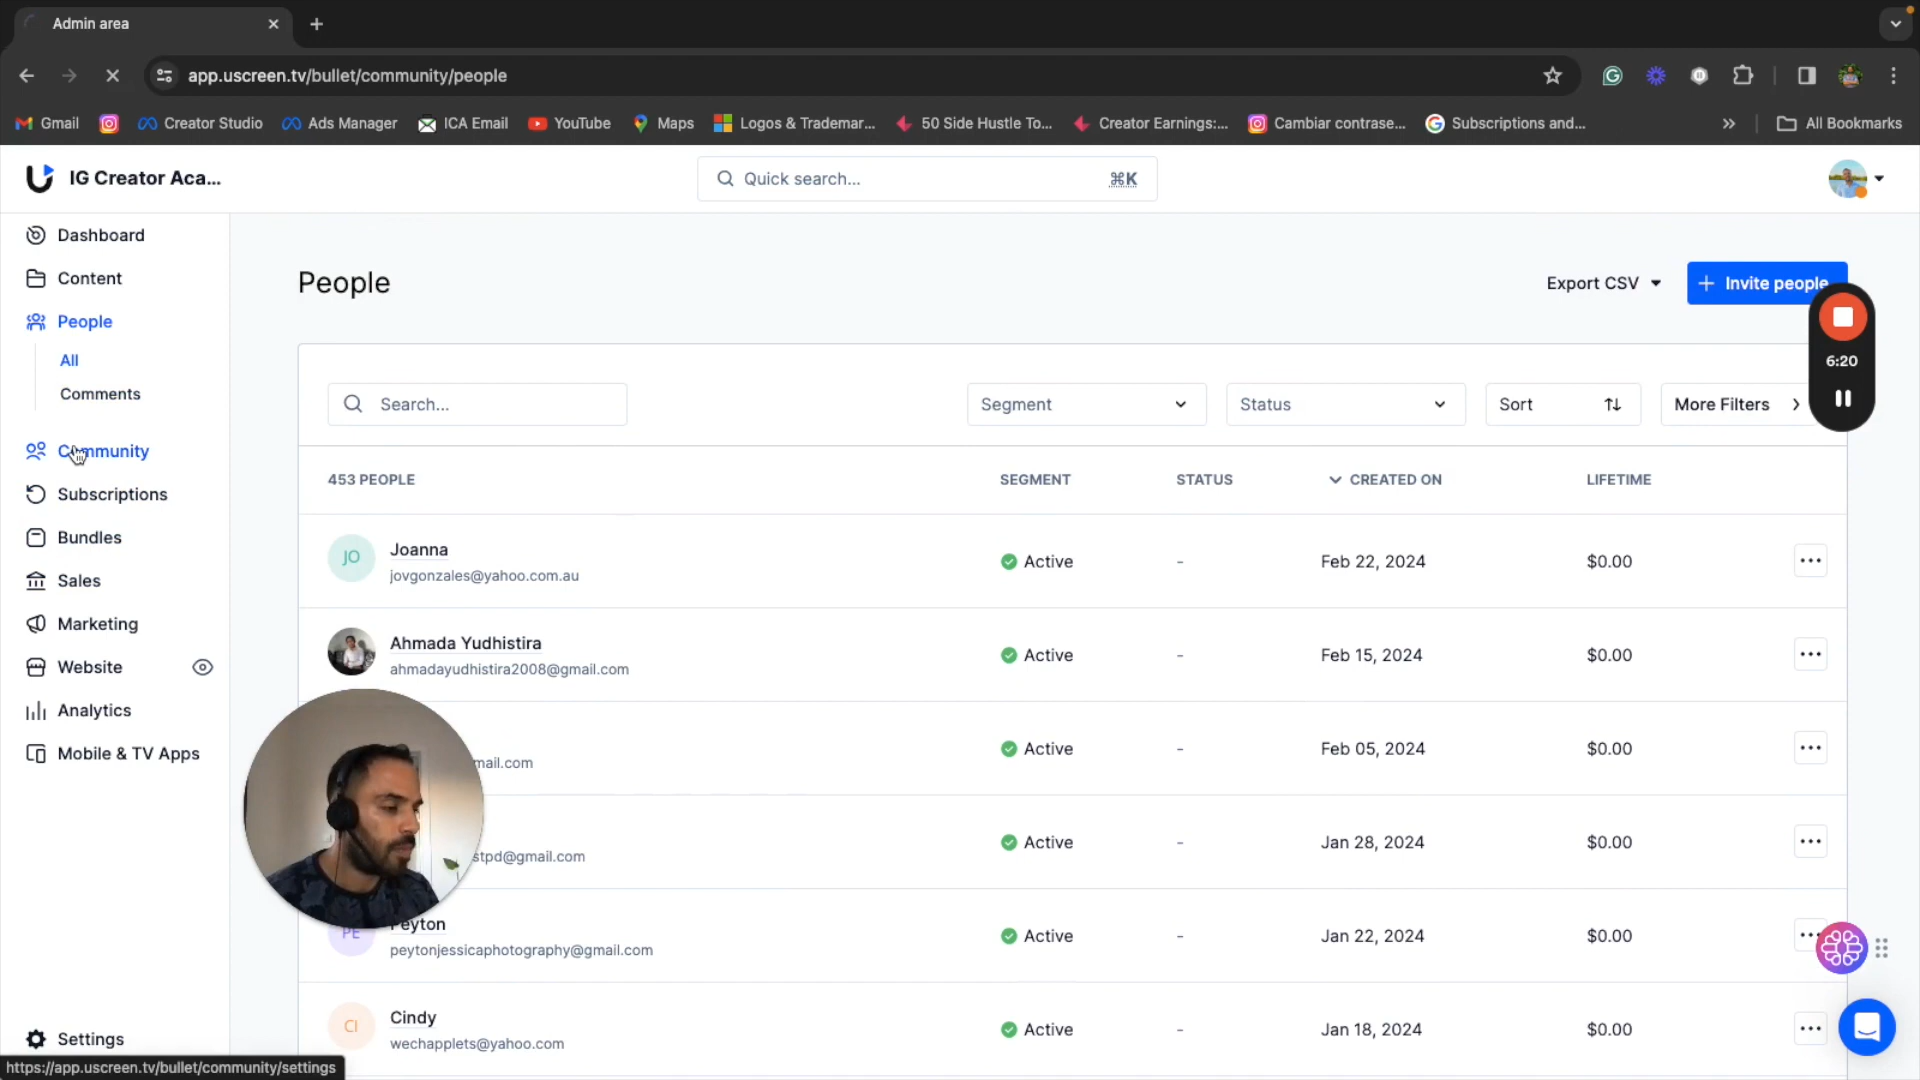 Admin area
app.uscreen.tv/bullet/community/people
Gmail
Creator Studio
Ads Manager
ICA Email
YouTube
Maps
Logos & Trademar...
50 Side Hustle To...
Creator Earnings:...
Cambiar contrase...
Subscriptions and...
All Bookmarks
IG Creator Aca...
Quick search...
⌘K
Dashboard
Content
People
All
Comments
Community
Subscriptions
Bundles
Sales
Marketing
Website
Analytics
Mobile & TV Apps
Settings
https://app.uscreen.tv/bullet/community/settings
People
Export CSV
+ Invite people
6:20
Search...
Segment
Status
Sort
More Filters
453 PEOPLE
SEGMENT
STATUS
CREATED ON
LIFETIME
JO
Joanna
jovgonzales@yahoo.com.au
Active
-
Feb 22, 2024
$0.00
Ahmada Yudhistira
ahmadayudhistira2008@gmail.com
Active
-
Feb 15, 2024
$0.00
mail.com
Active
-
Feb 05, 2024
$0.00
stpd@gmail.com
Active
-
Jan 28, 2024
$0.00
PE
Peyton
peytonjessicaphotography@gmail.com
Active
-
Jan 22, 2024
$0.00
CI
Cindy
wechapplets@yahoo.com
Active
-
Jan 18, 2024
$0.00